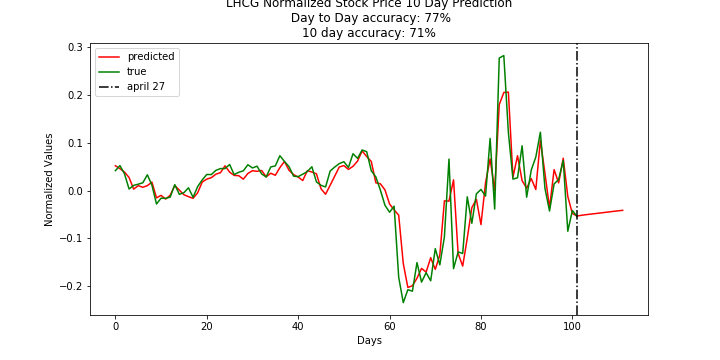 LHCG Normalized Stock Price 10 Day Prediction
Day to Day accuracy: 77%
10 day accuracy: 71%
predicted
true
april 27
Normalized Values
0.3
0.2
0.1
0.0
−0.1
−0.2
0
20
40
60
80
100
Days